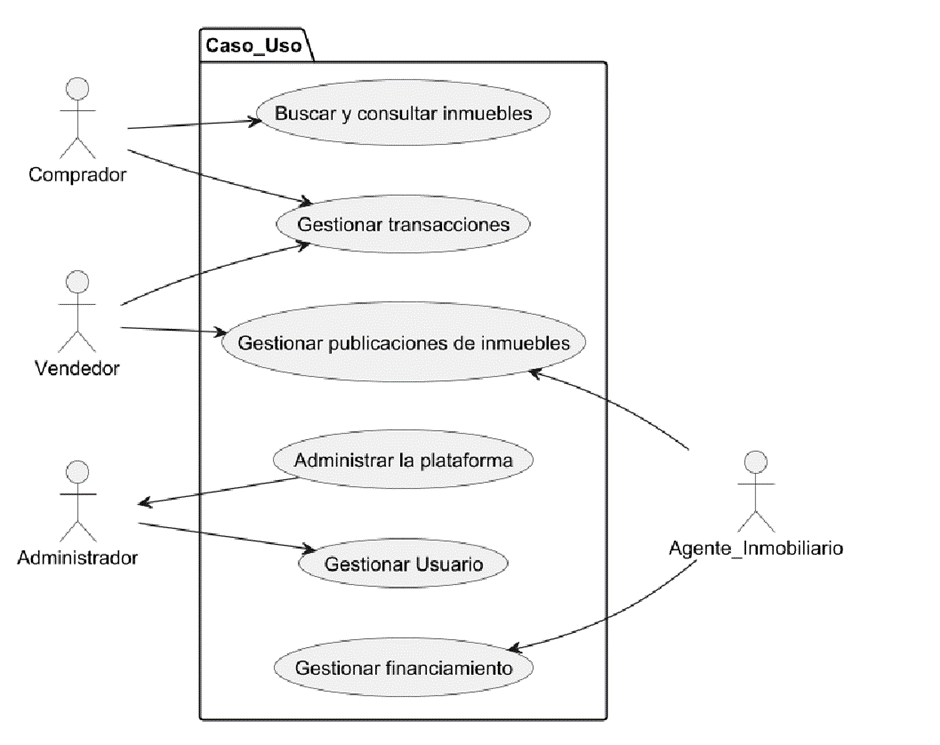 Caso_Uso
Buscar y consultar inmuebles
Comprador
Gestionar transacciones
Vendedor
Gestionar publicaciones de inmuebles
Administrar la plataforma
Administrador
Gestionar Usuario
Agente_Inmobiliario
Gestionar financiamiento